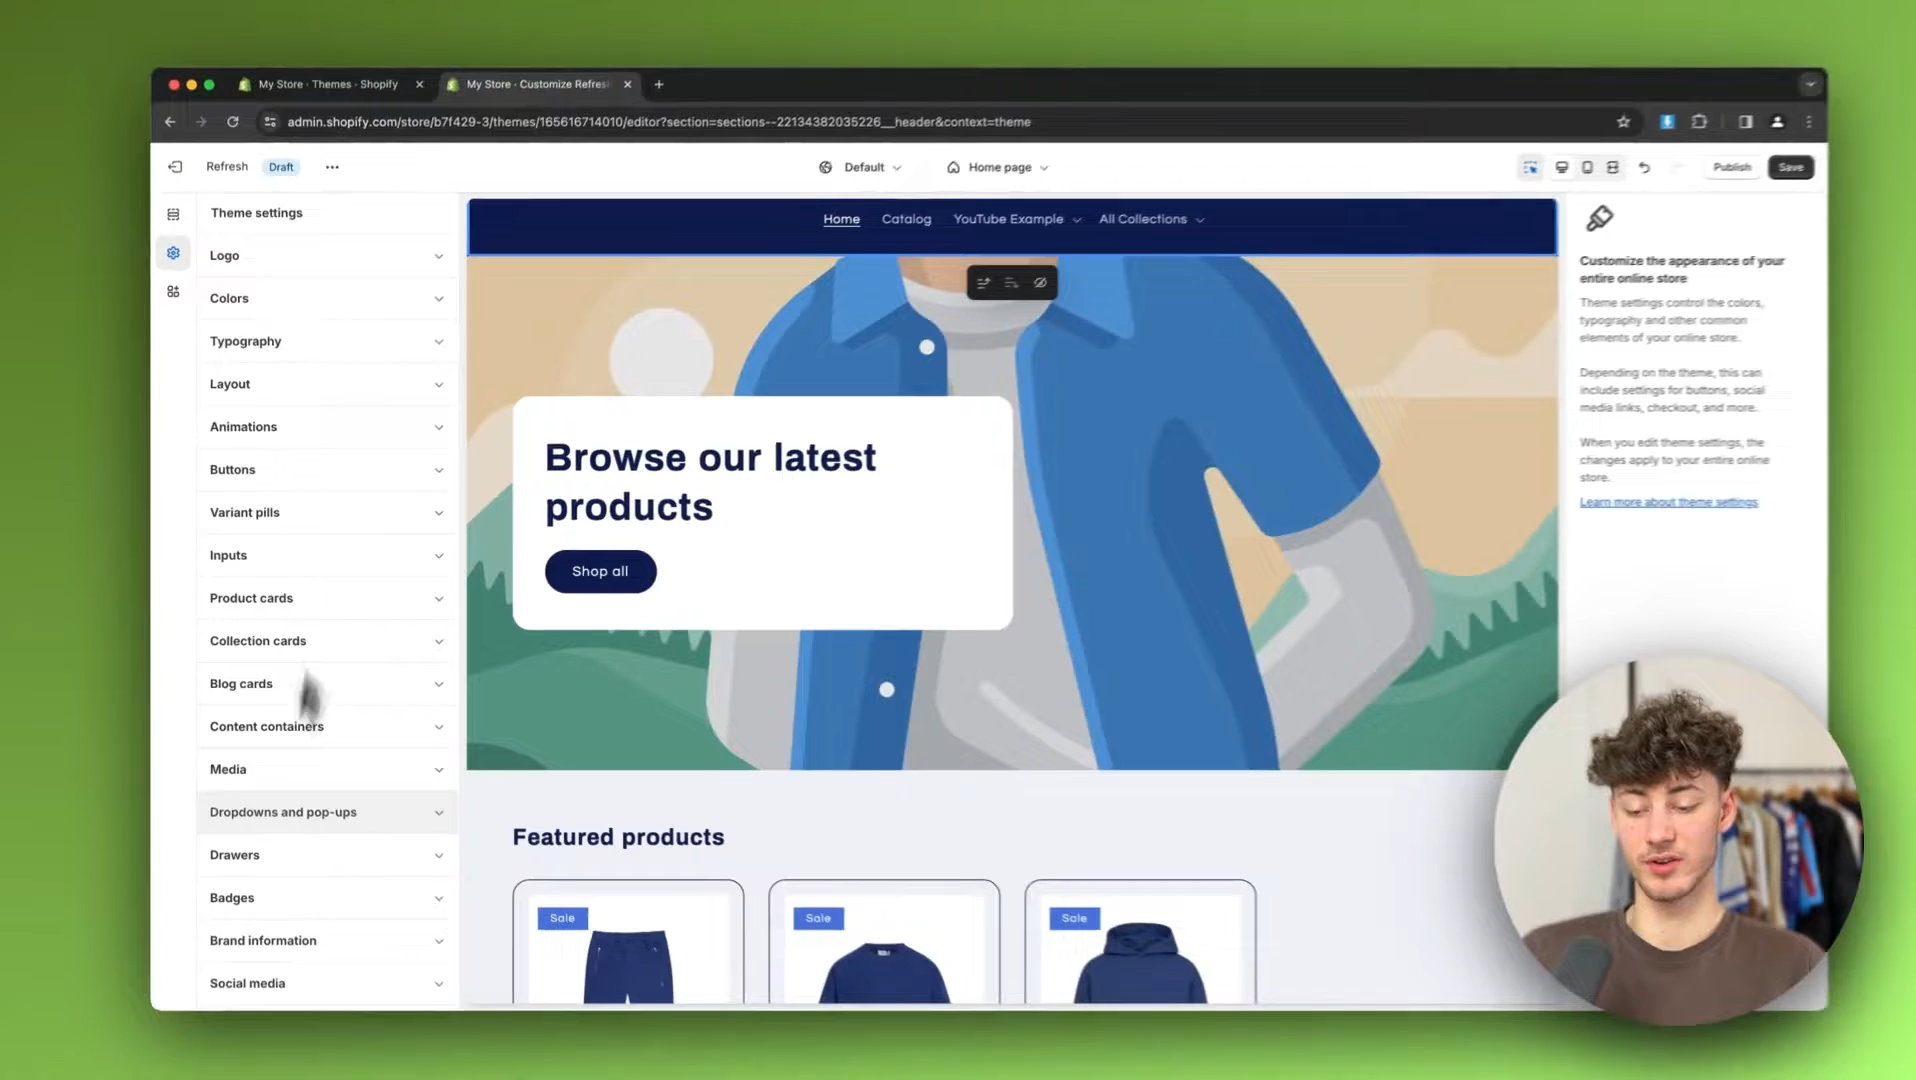 My Store · Themes · Shopify
My Store · Customize Refres
admin.shopify.com/store/b7f429-3/themes/165616714010/editor?section=sections--22134382035226__header&context=theme
Refresh
Draft
Default
Home page
Publish
Save
Theme settings
Logo
Colors
Typography
Layout
Animations
Buttons
Variant pills
Inputs
Product cards
Collection cards
Blog cards
Content containers
Media
Dropdowns and pop-ups
Drawers
Badges
Brand information
Social media
Home
Catalog
YouTube Example
All Collections
Browse our latest
products
Shop all
Featured products
Sale
Sale
Sale
Customize the appearance of your
entire online store
Theme settings control the colors,
typography and other common
elements of your online store.
Depending on the theme, this can
include settings for buttons, social
media links, checkout, and more.
When you edit theme settings, the
changes apply to your entire online
store.
Learn more about theme settings